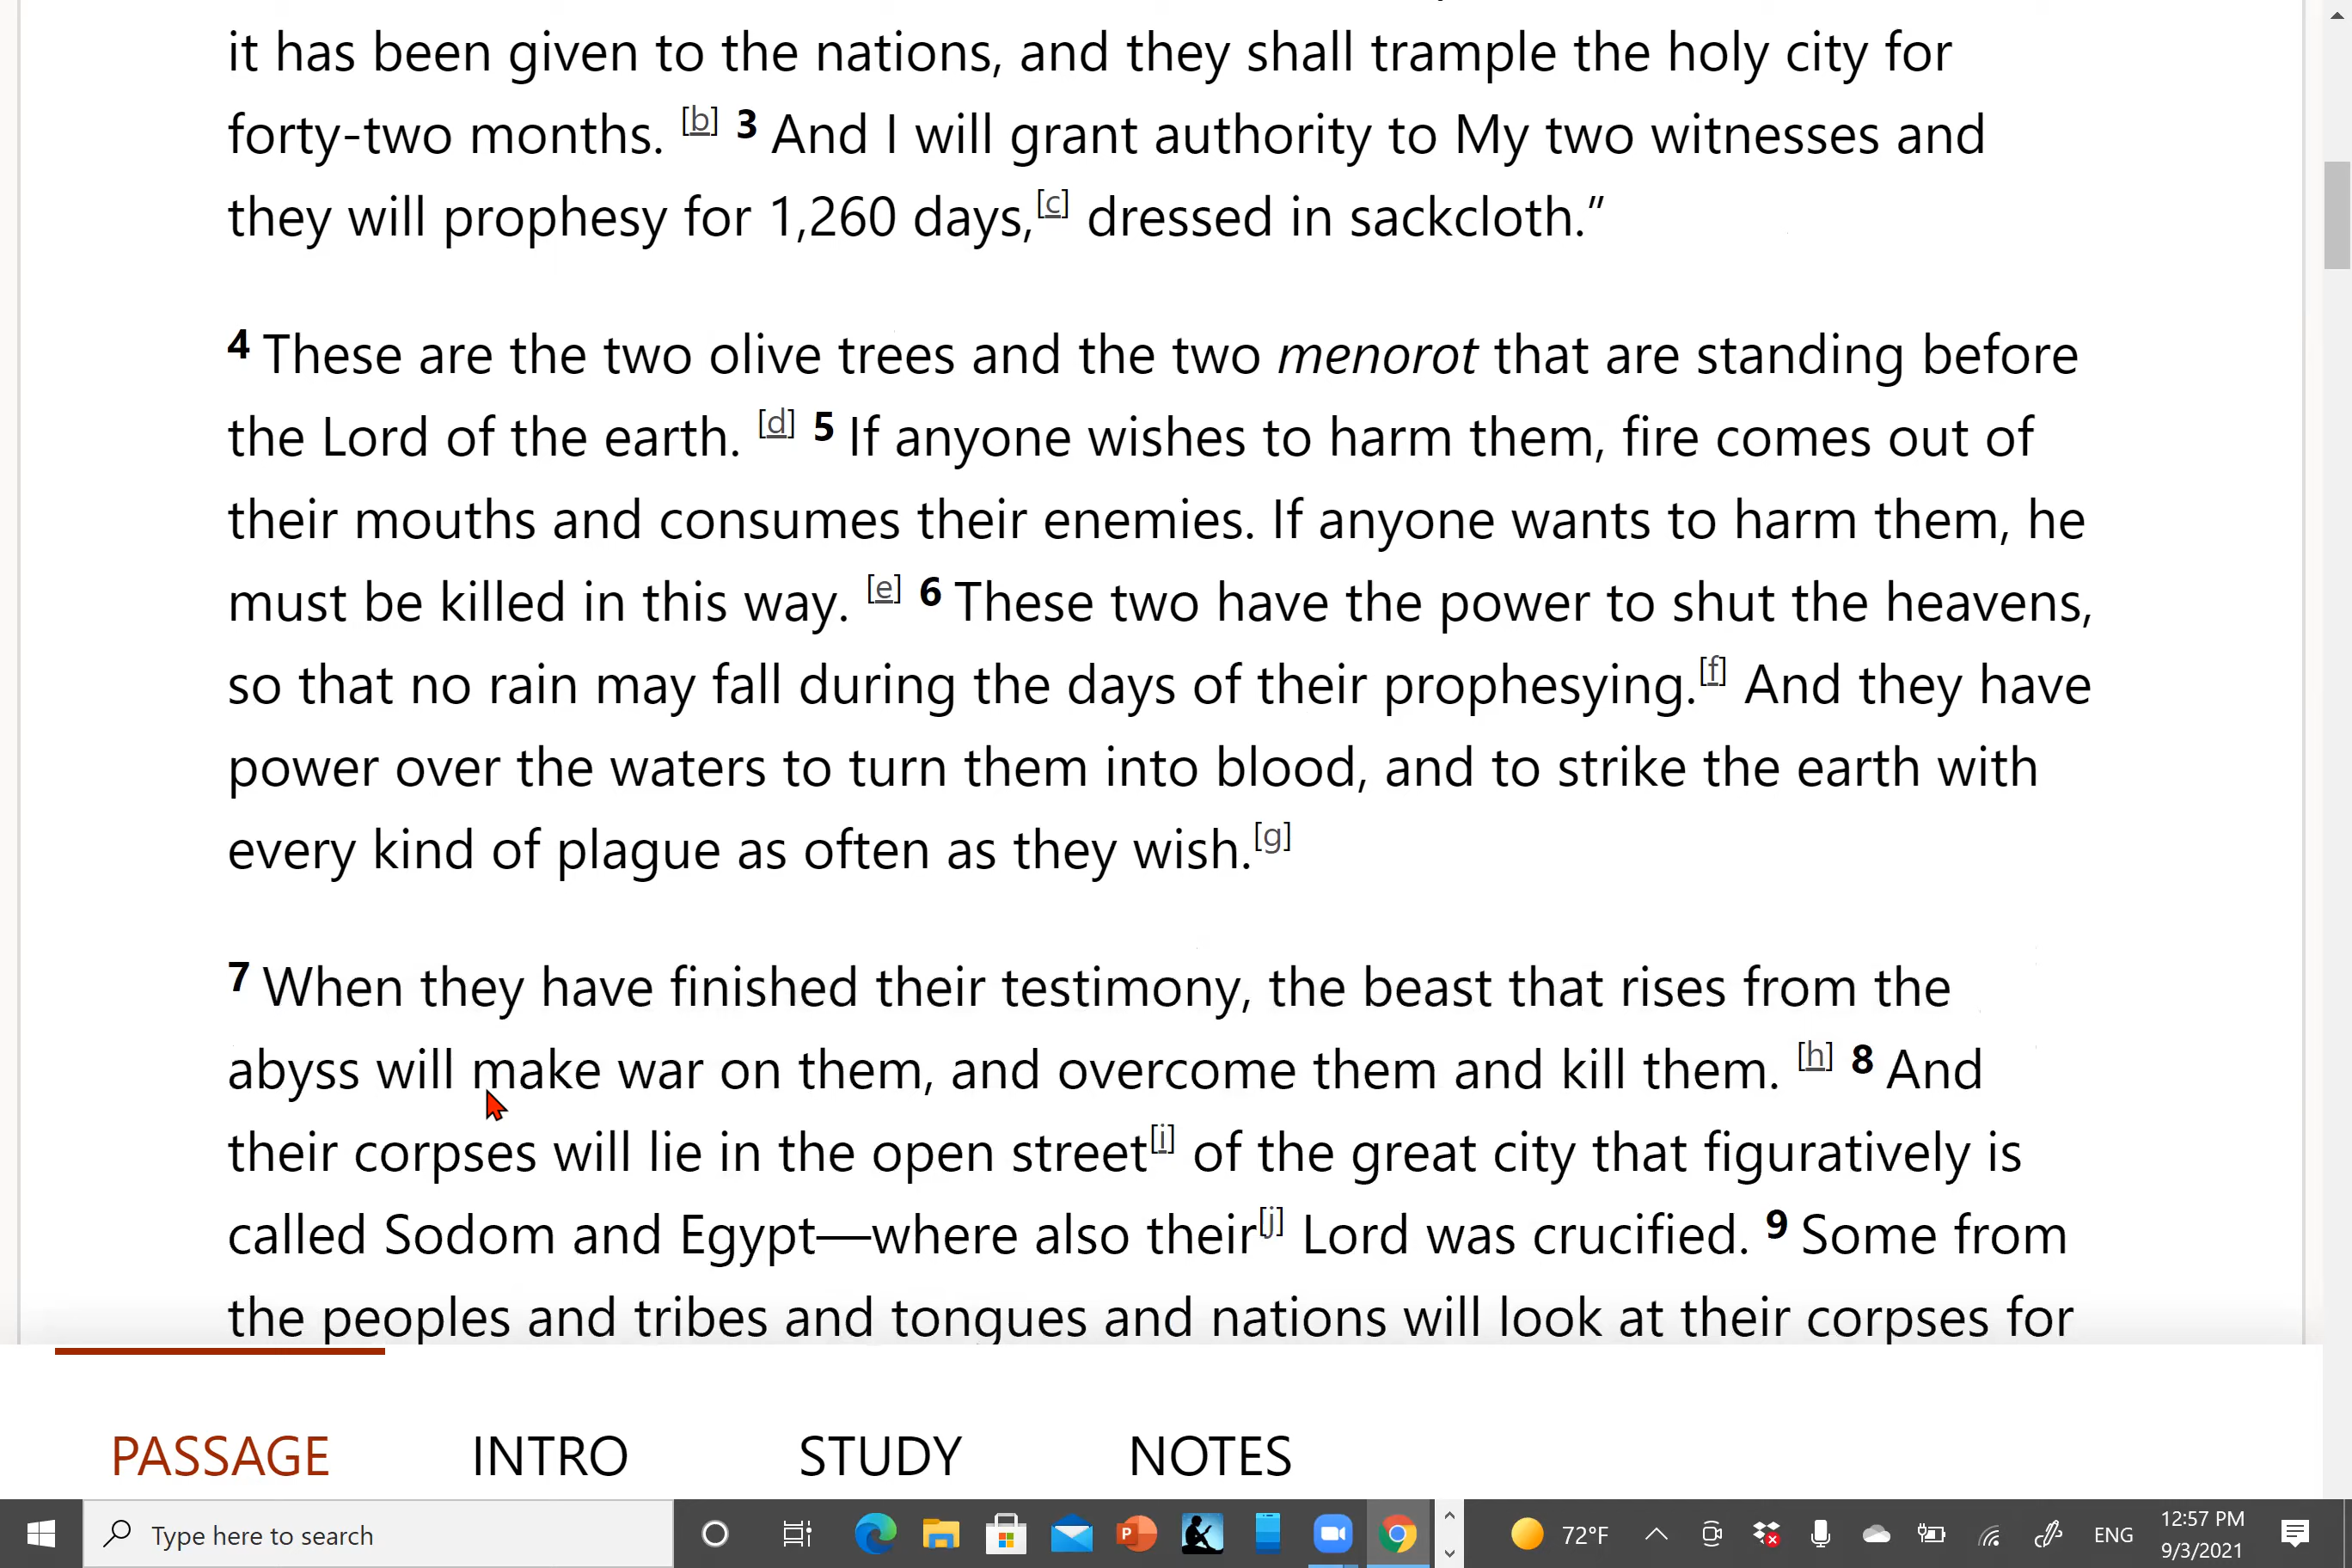 it has been given to the nations, and they shall trample the holy city for
forty-two months. [b] 3 And I will grant authority to My two witnesses and
they will prophesy for 1,260 days,[c] dressed in sackcloth.”
4 These are the two olive trees and the two menorot that are standing before
the Lord of the earth. [d] 5 If anyone wishes to harm them, fire comes out of
their mouths and consumes their enemies. If anyone wants to harm them, he
must be killed in this way. [e] 6 These two have the power to shut the heavens,
so that no rain may fall during the days of their prophesying.[f] And they have
power over the waters to turn them into blood, and to strike the earth with
every kind of plague as often as they wish.[g]
7 When they have finished their testimony, the beast that rises from the
abyss will make war on them, and overcome them and kill them. [h] 8 And
their corpses will lie in the open street[i] of the great city that figuratively is
called Sodom and Egypt—where also their[j] Lord was crucified. 9 Some from
the peoples and tribes and tongues and nations will look at their corpses for
PASSAGE INTRO STUDY NOTES
Type here to search
P
72°F
ENG
12:57 PM
9/3/2021